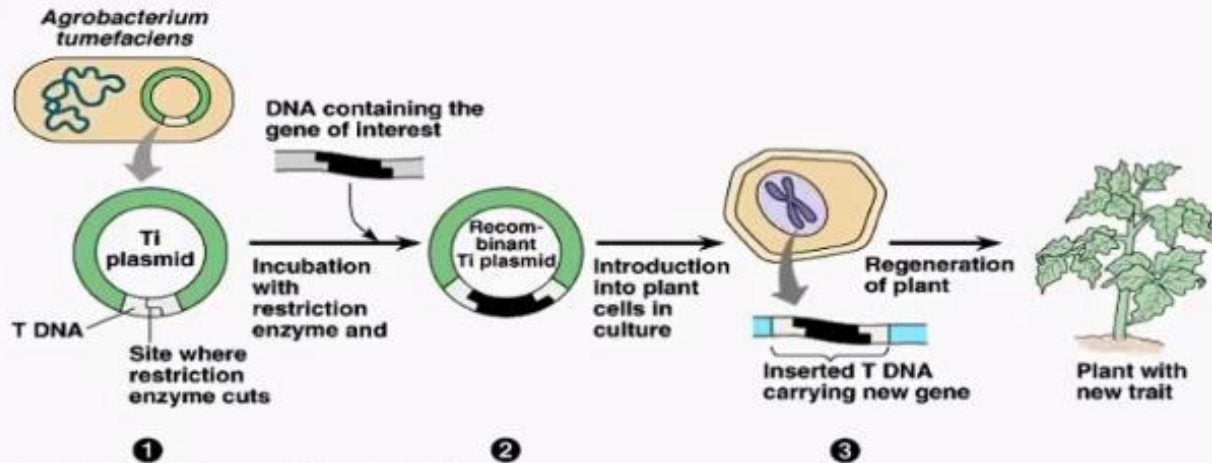 Agrobacterium
tumefaciens
DNA containing the
gene of interest
Ti
plasmid
T DNA
Site where
restriction
enzyme cuts
Incubation
with
restriction
enzyme and
Recom-
binant
Ti plasmid
Introduction
into plant
cells in
culture
Inserted T DNA
carrying new gene
Regeneration
of plant
Plant with
new trait
1
2
3